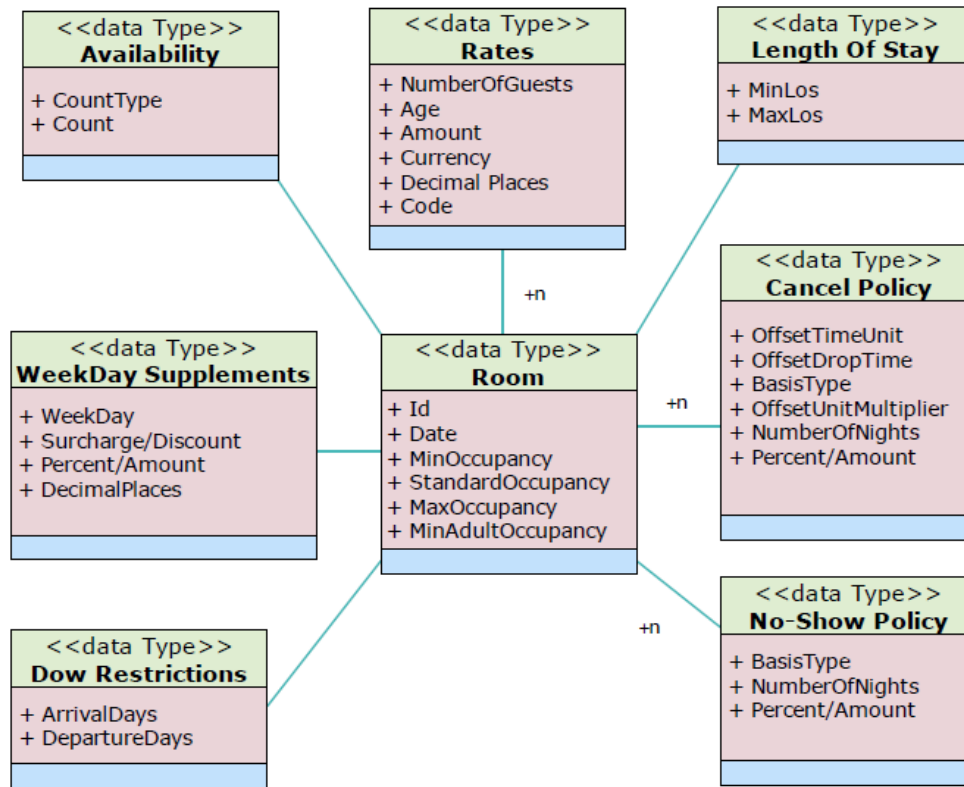 <<data Type>>
Availability
+ CountType
+ Count
<<data Type>>
Rates
+ NumberOfGuests
+ Age
+ Amount
+ Currency
+ Decimal Places
+ Code
<<data Type>>
Length Of Stay
+ MinLos
+ MaxLos
+n
<<data Type>>
Cancel Policy
+ OffsetTimeUnit
+ OffsetDropTime
+ BasisType
+ OffsetUnitMultiplier
+ NumberOfNights
+ Percent/Amount
<<data Type>>
WeekDay Supplements
+ WeekDay
+ Surcharge/Discount
+ Percent/Amount
+ DecimalPlaces
<<data Type>>
Room
+ Id
+ Date
+ MinOccupancy
+ StandardOccupancy
+ MaxOccupancy
+ MinAdultOccupancy
+n
<<data Type>>
Dow Restrictions
+ ArrivalDays
+ DepartureDays
+n
<<data Type>>
No-Show Policy
+ BasisType
+ NumberOfNights
+ Percent/Amount